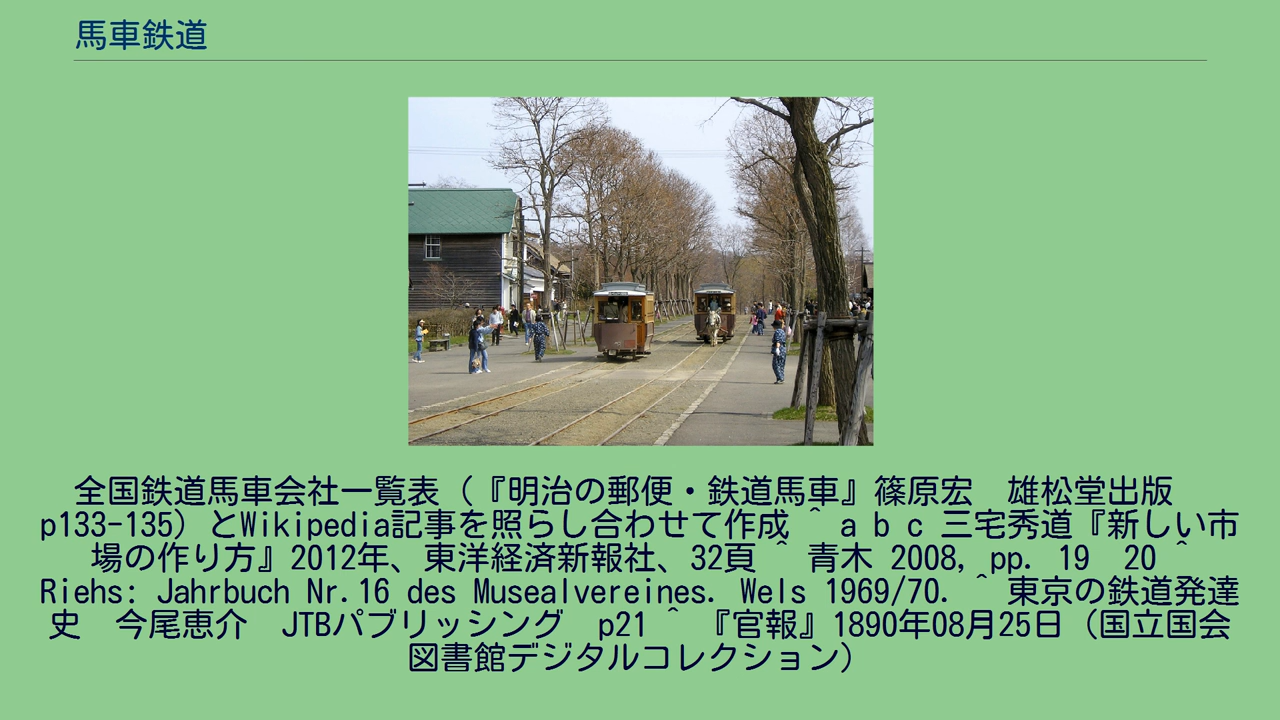 馬車鉄道
全国鉄道馬車会社一覧表（『明治の郵便・鉄道馬車』篠原宏　雄松堂出版
p133-135）とWikipedia記事を照らし合わせて作成 ^ a b c 三宅秀道『新しい市
場の作り方』2012年、東洋経済新報社、32頁 ^ 青木 2008, pp. 19　20 ^
Riehs: Jahrbuch Nr.16 des Musealvereines. Wels 1969/70. ^ 東京の鉄道発達
史　今尾恵介　JTBパブリッシング　p21 ^ 『官報』1890年08月25日（国立国会
図書館デジタルコレクション）